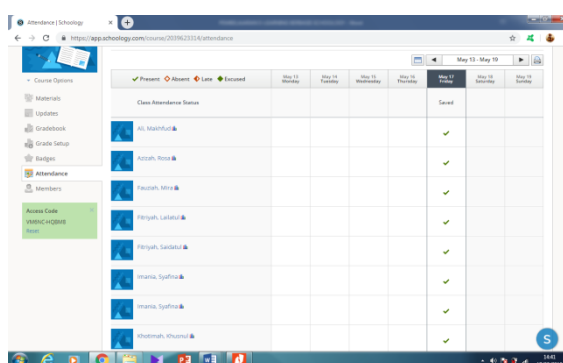 Attendance | Schoology
https://app.schoology.com/course/2039623314/attendance
May 13 - May 19
Course Options
Materials
Updates
Gradebook
Grade Setup
Badges
Attendance
Members
Access Code
Reset
Present Absent Late Excused
May 13 Monday
May 14 Tuesday
May 15 Wednesday
May 16 Thursday
May 17 Friday
May 18 Saturday
May 19 Sunday
Class Attendance Status
Saved
Ali, Makhfud
Azizah, Rosa
Fauziah, Mira
Fitriyah, Lailatul
Fitriyah, Saidatul
Imania, Syafina
Imania, Syafina
Khotimah, Khusnul
S
14:41